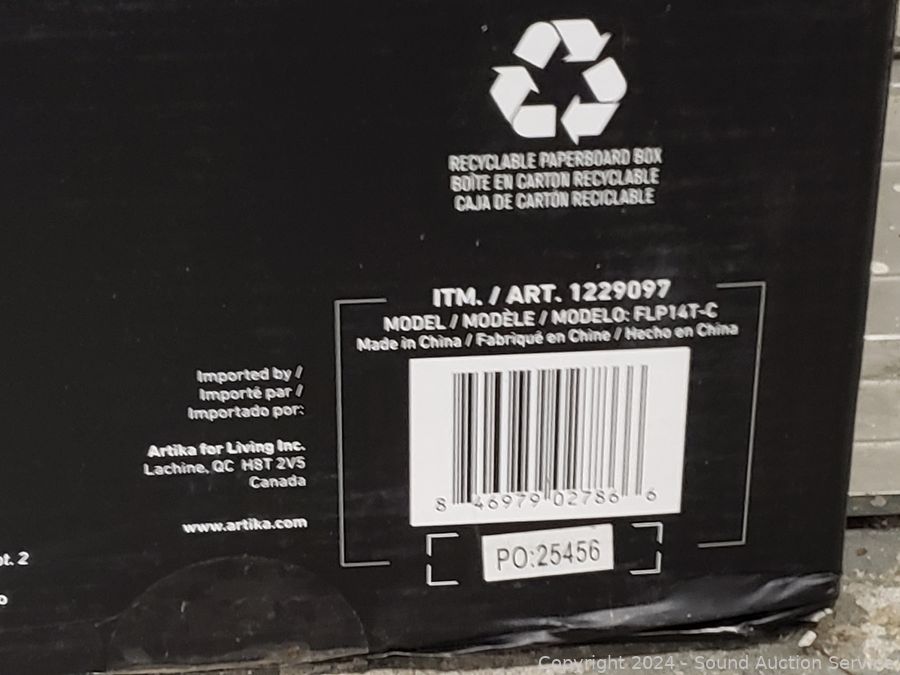 RECYCLABLE PAPERBOARD BOX
BOÎTE EN CARTON RECYCLABLE
CAJA DE CARTÓN RECICLABLE
ITM. / ART. 1229097
MODEL / MODÈLE / MODELO: FLP14T-C
Made in China / Fabriqué en Chine / Hecho en China
8 46979 02786 6
PO:25456
Imported by /
Importé par /
Importado por:
Artika for Living Inc.
Lachine, QC H8T 2V5
Canada
www.artika.com
2
Copyright 2024 - Sound Auction Service